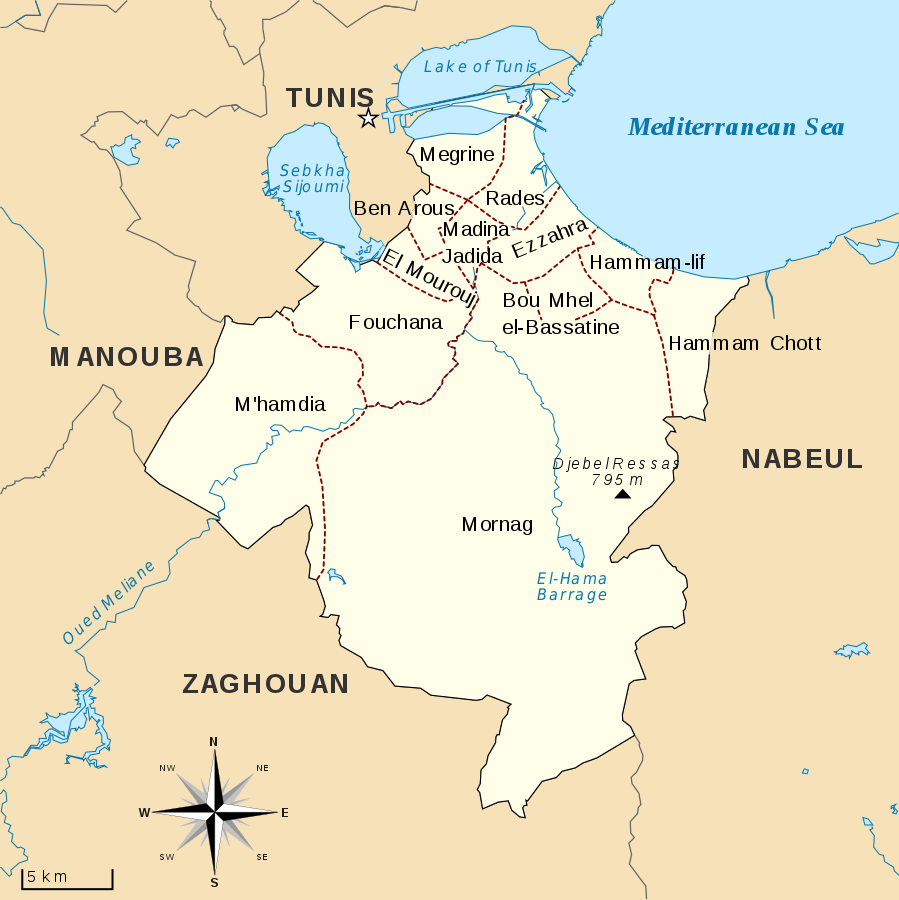 Lake of Tunis
TUNIS
Mediterranean Sea
Megrine
Sebkha
Sijoumi
Rades
Ben Arous
Madina
Jadida
Ezzahra
El Mourouj
Hammam-lif
Bou Mhel
el-Bassatine
Fouchana
Hammam Chott
MANOUBA
M'hamdia
NABEUL
Djebel Ressas
795 m
Mornag
El-Hama
Barrage
Oued Meliane
ZAGHOUAN
N
NW
NE
W
E
SW
SE
S
5 km